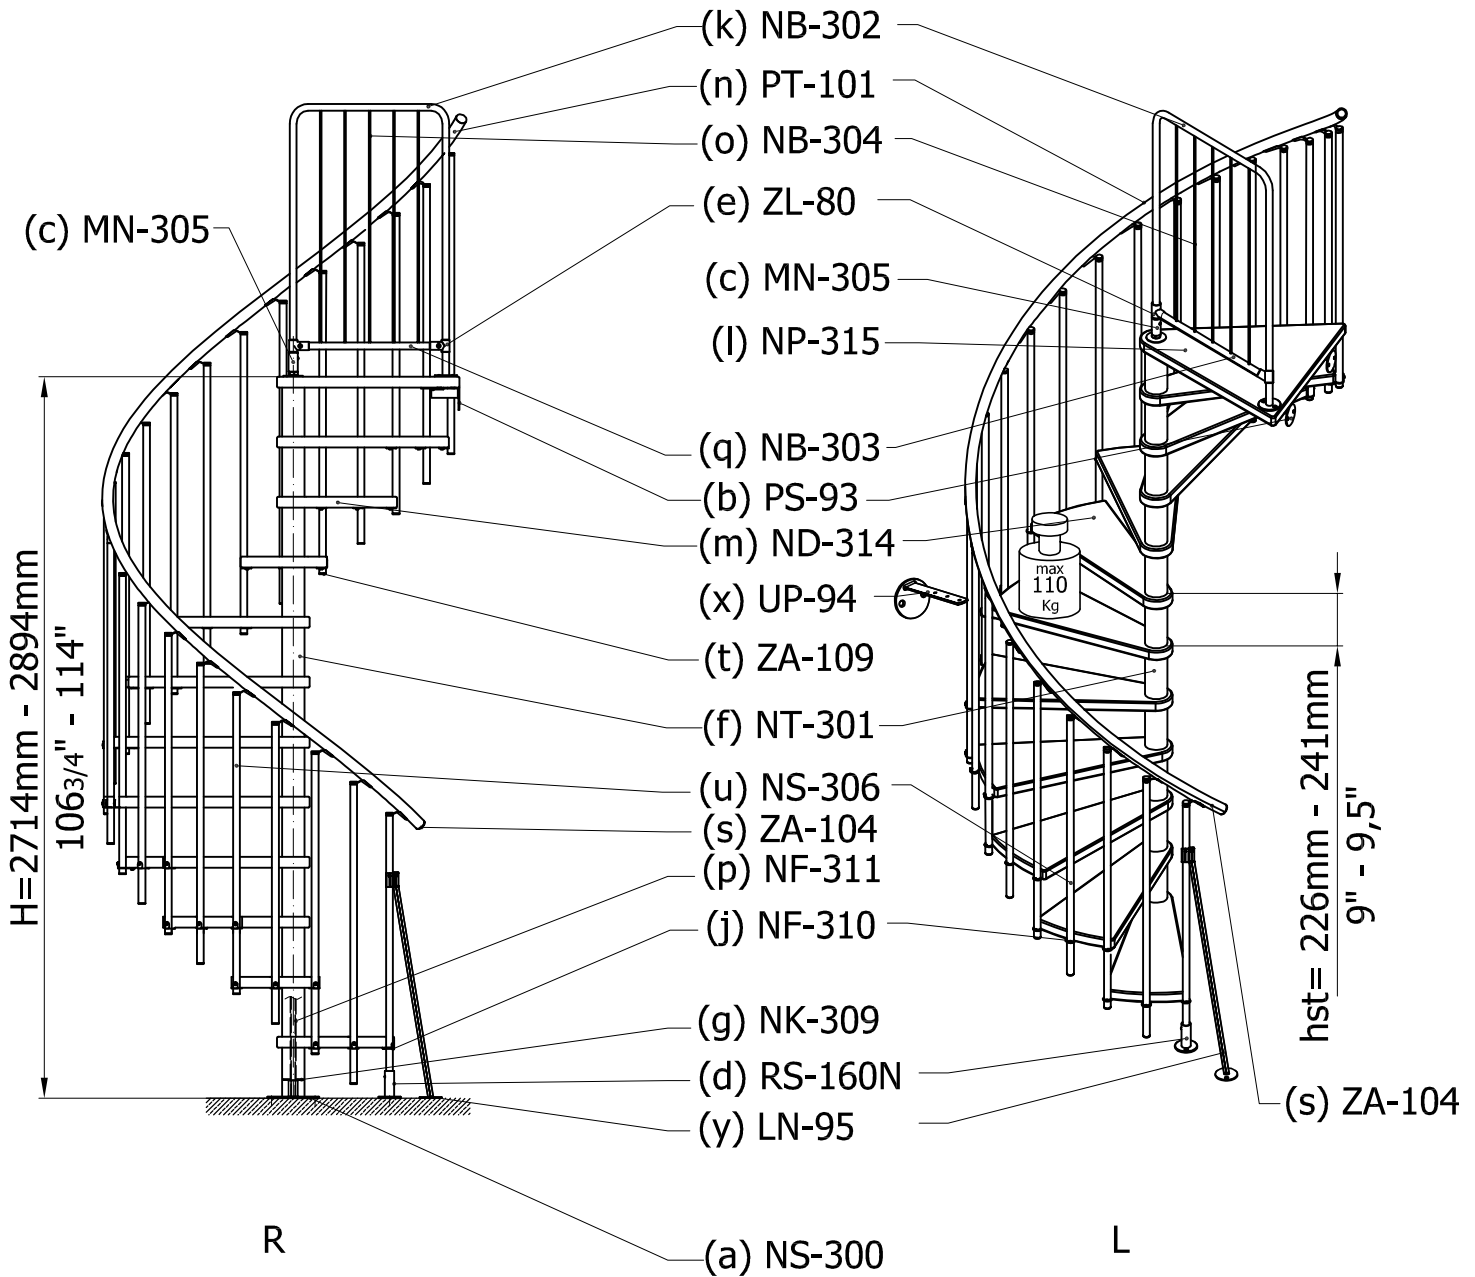 (k) NB-302
(n) PT-101
(o) NB-304
(e) ZL-80
(c) MN-305
(c) MN-305
(l) NP-315
(q) NB-303
(b) PS-93
(m) ND-314
(x) UP-94
(t) ZA-109
(f) NT-301
(u) NS-306
(s) ZA-104
(p) NF-311
(j) NF-310
(g) NK-309
(d) RS-160N
(y) LN-95
(a) NS-300
(s) ZA-104
H=2714mm - 2894mm
106 3/4" - 114"
max
110
Kg
hst= 226mm - 241mm
9" - 9,5"
R
L